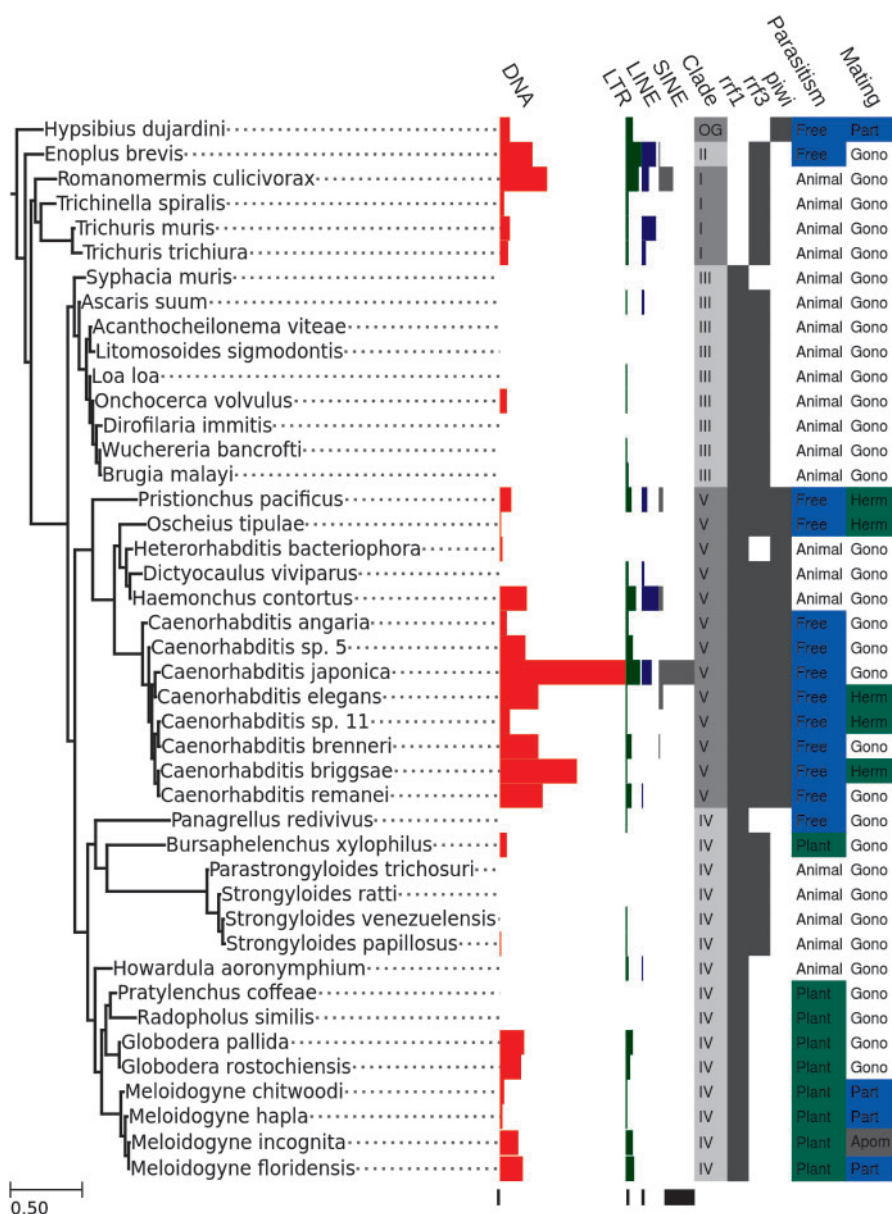 DNA LTR LINE SINE Clade rrf1 rrf3 piwi Parasitism Mating
Hypsibius dujardini OG Free Part
Enoplus brevis II Free Gono
Romanomermis culicivorax I Animal Gono
Trichinella spiralis I Animal Gono
Trichuris muris I Animal Gono
Trichuris trichiura I Animal Gono
Syphacia muris III Animal Gono
Ascaris suum III Animal Gono
Acanthocheilonema viteae III Animal Gono
Litomosoides sigmodontis III Animal Gono
Loa loa III Animal Gono
Onchocerca volvulus III Animal Gono
Dirofilaria immitis III Animal Gono
Wuchereria bancrofti III Animal Gono
Brugia malayi III Animal Gono
Pristionchus pacificus V Free Herm
Oscheius tipulae V Free Herm
Heterorhabditis bacteriophora V Animal Gono
Dictyocaulus viviparus V Animal Gono
Haemonchus contortus V Animal Gono
Caenorhabditis angaria V Free Gono
Caenorhabditis sp. 5 V Free Gono
Caenorhabditis japonica V Free Gono
Caenorhabditis elegans V Free Herm
Caenorhabditis sp. 11 V Free Herm
Caenorhabditis brenneri V Free Gono
Caenorhabditis briggsae V Free Herm
Caenorhabditis remanei V Free Gono
Panagrellus redivivus IV Free Gono
Bursaphelenchus xylophilus IV Plant Gono
Parastrongyloides trichosuri IV Animal Gono
Strongyloides ratti IV Animal Gono
Strongyloides venezuelensis IV Animal Gono
Strongyloides papillosus IV Animal Gono
Howardula aoronymphium IV Animal Gono
Pratylenchus coffeae IV Plant Gono
Radopholus similis IV Plant Gono
Globodera pallida IV Plant Gono
Globodera rostochiensis IV Plant Gono
Meloidogyne chitwoodi IV Plant Part
Meloidogyne hapla IV Plant Part
Meloidogyne incognita IV Plant Apom
Meloidogyne floridensis IV Plant Part
0.50